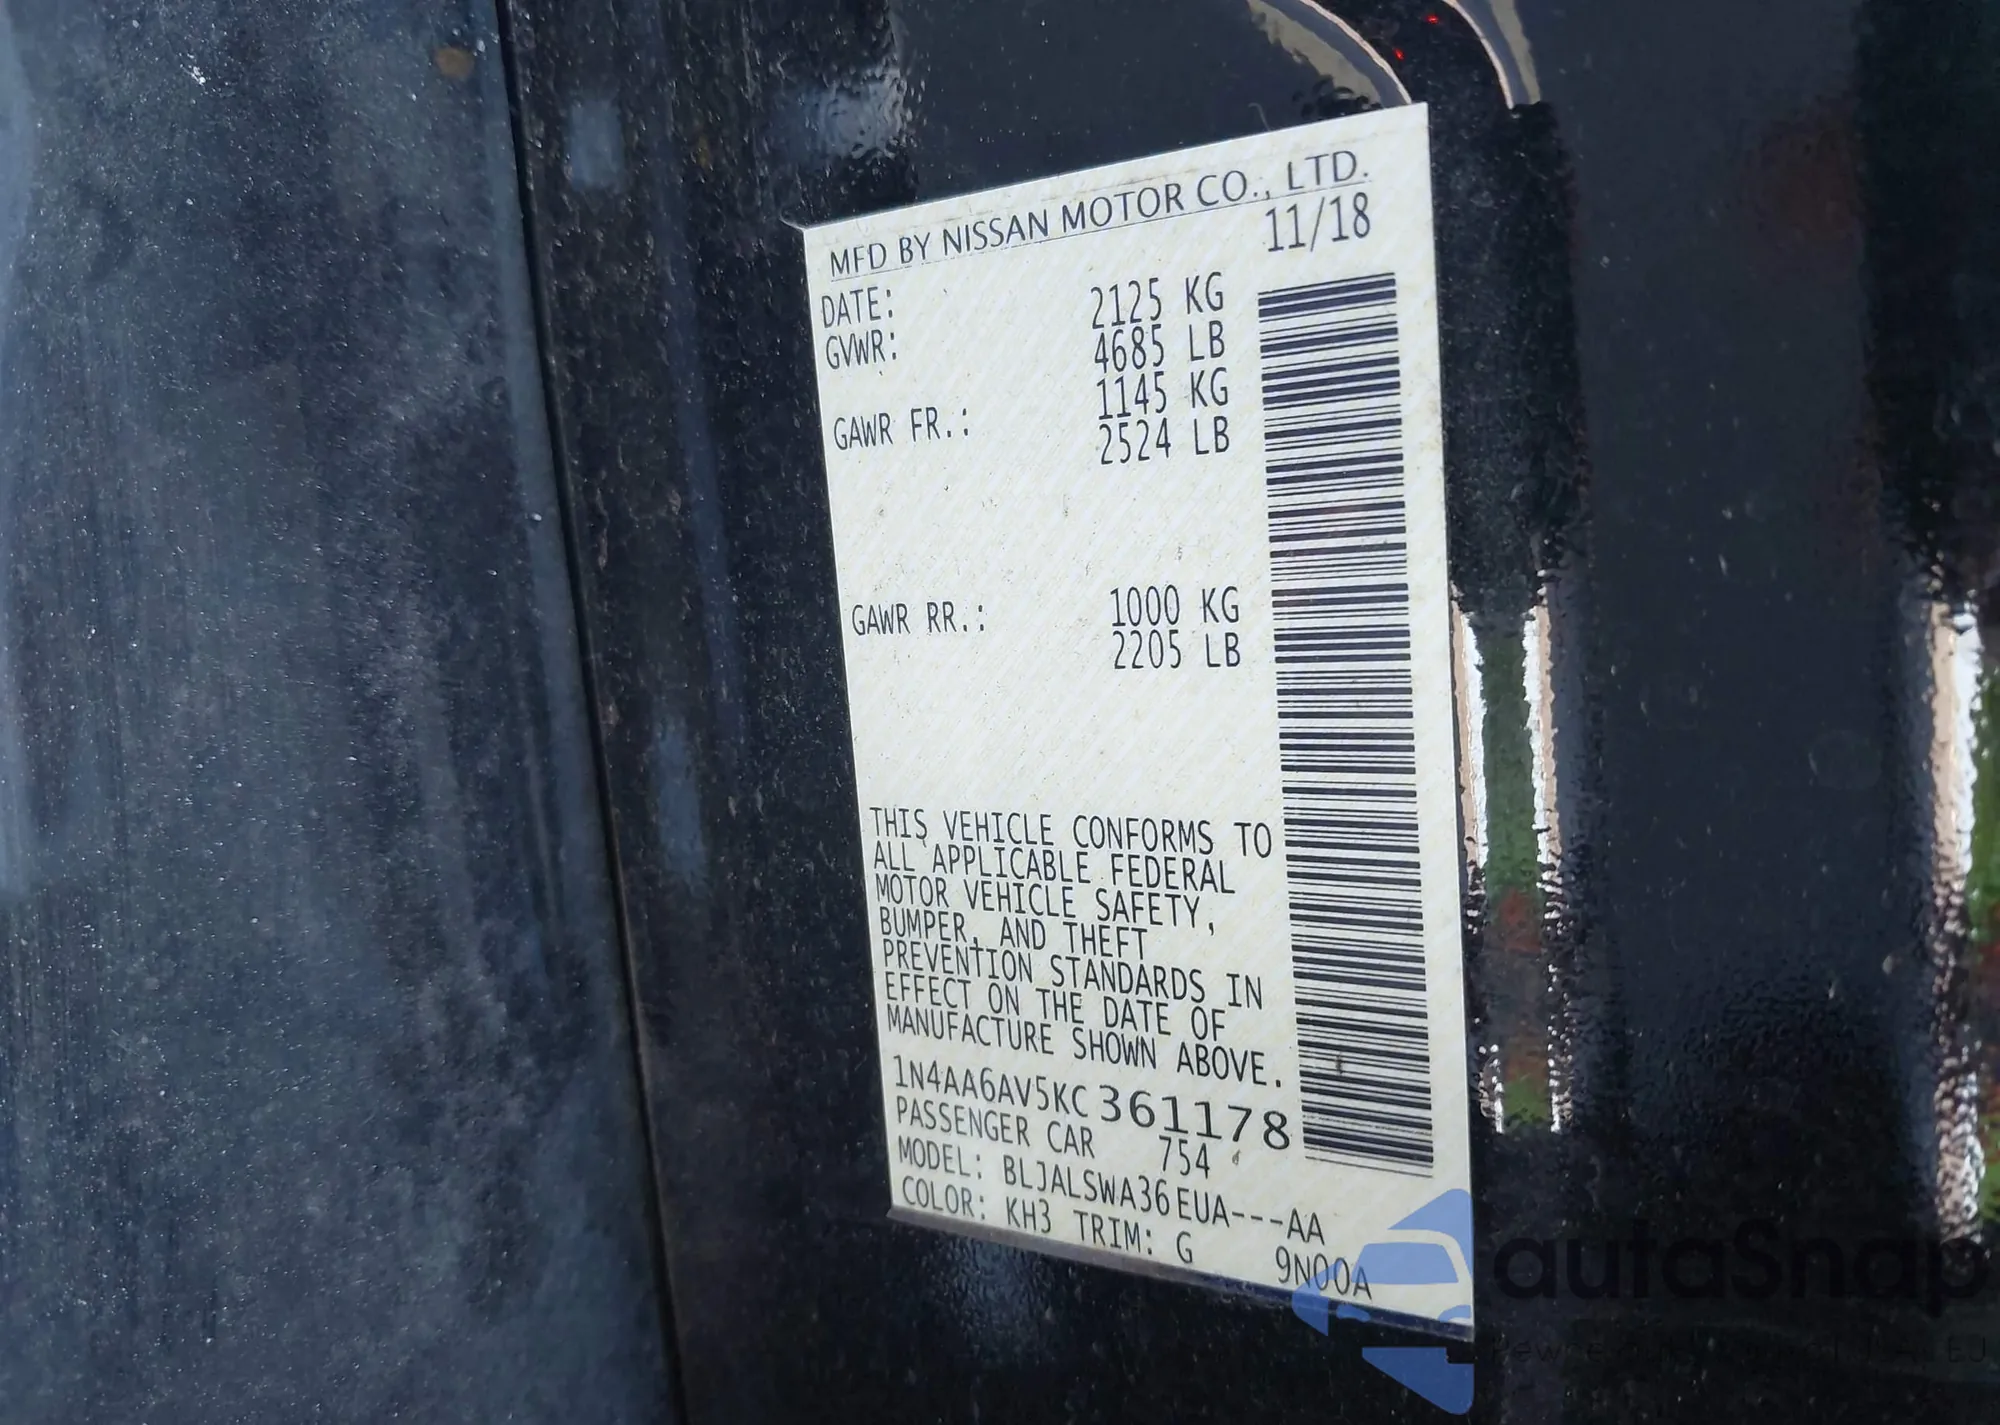 MFD BY NISSAN MOTOR CO., LTD.
DATE: 11/18
GVWR: 2125 KG
4685 LB
GAWR FR.: 1145 KG
2524 LB
GAWR RR.: 1000 KG
2205 LB
THIS VEHICLE CONFORMS TO
ALL APPLICABLE FEDERAL
MOTOR VEHICLE SAFETY,
BUMPER, AND THEFT
PREVENTION STANDARDS IN
EFFECT ON THE DATE OF
MANUFACTURE SHOWN ABOVE.
1N4AA6AV5KC361178
PASSENGER CAR 754
MODEL: BLJALSWA36EUA---AA
COLOR: KH3 TRIM: G 9N00A
autoSnap